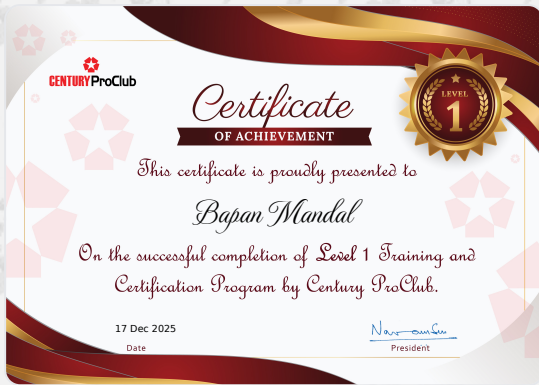 CENTURY ProClub
LEVEL
1
Certificate
OF ACHIEVEMENT
This certificate is proudly presented to
Bapan Mandal
On the successful completion of Level 1 Training and
Certification Program by Century ProClub.
17 Dec 2025
Date
President